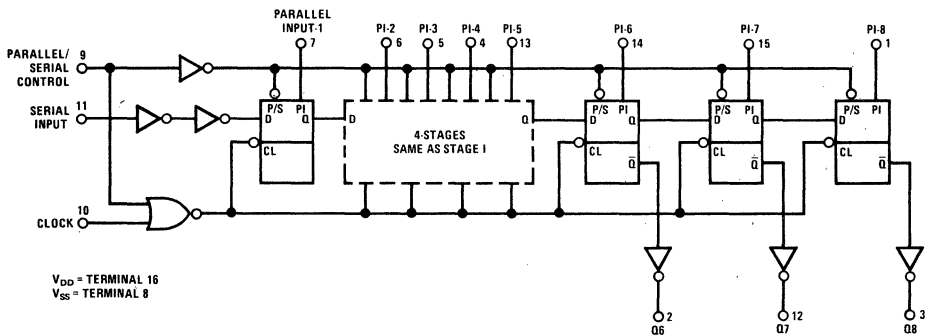 PARALLEL
INPUT-1
7
PI-2
6
PI-3
5
PI-4
4
PI-5
13
PI-6
14
PI-7
15
PI-8
1
PARALLEL/
SERIAL
CONTROL
9
SERIAL
INPUT
11
P/S PI
D Q
CL
D Q
4-STAGES
SAME AS STAGE I
P/S PI
D Q
CL
Q̅
P/S PI
D Q
CL
Q̅
P/S PI
D
CL
Q̅
CLOCK
10
VDD = TERMINAL 16
VSS = TERMINAL 8
2
Q6
12
Q7
3
Q8